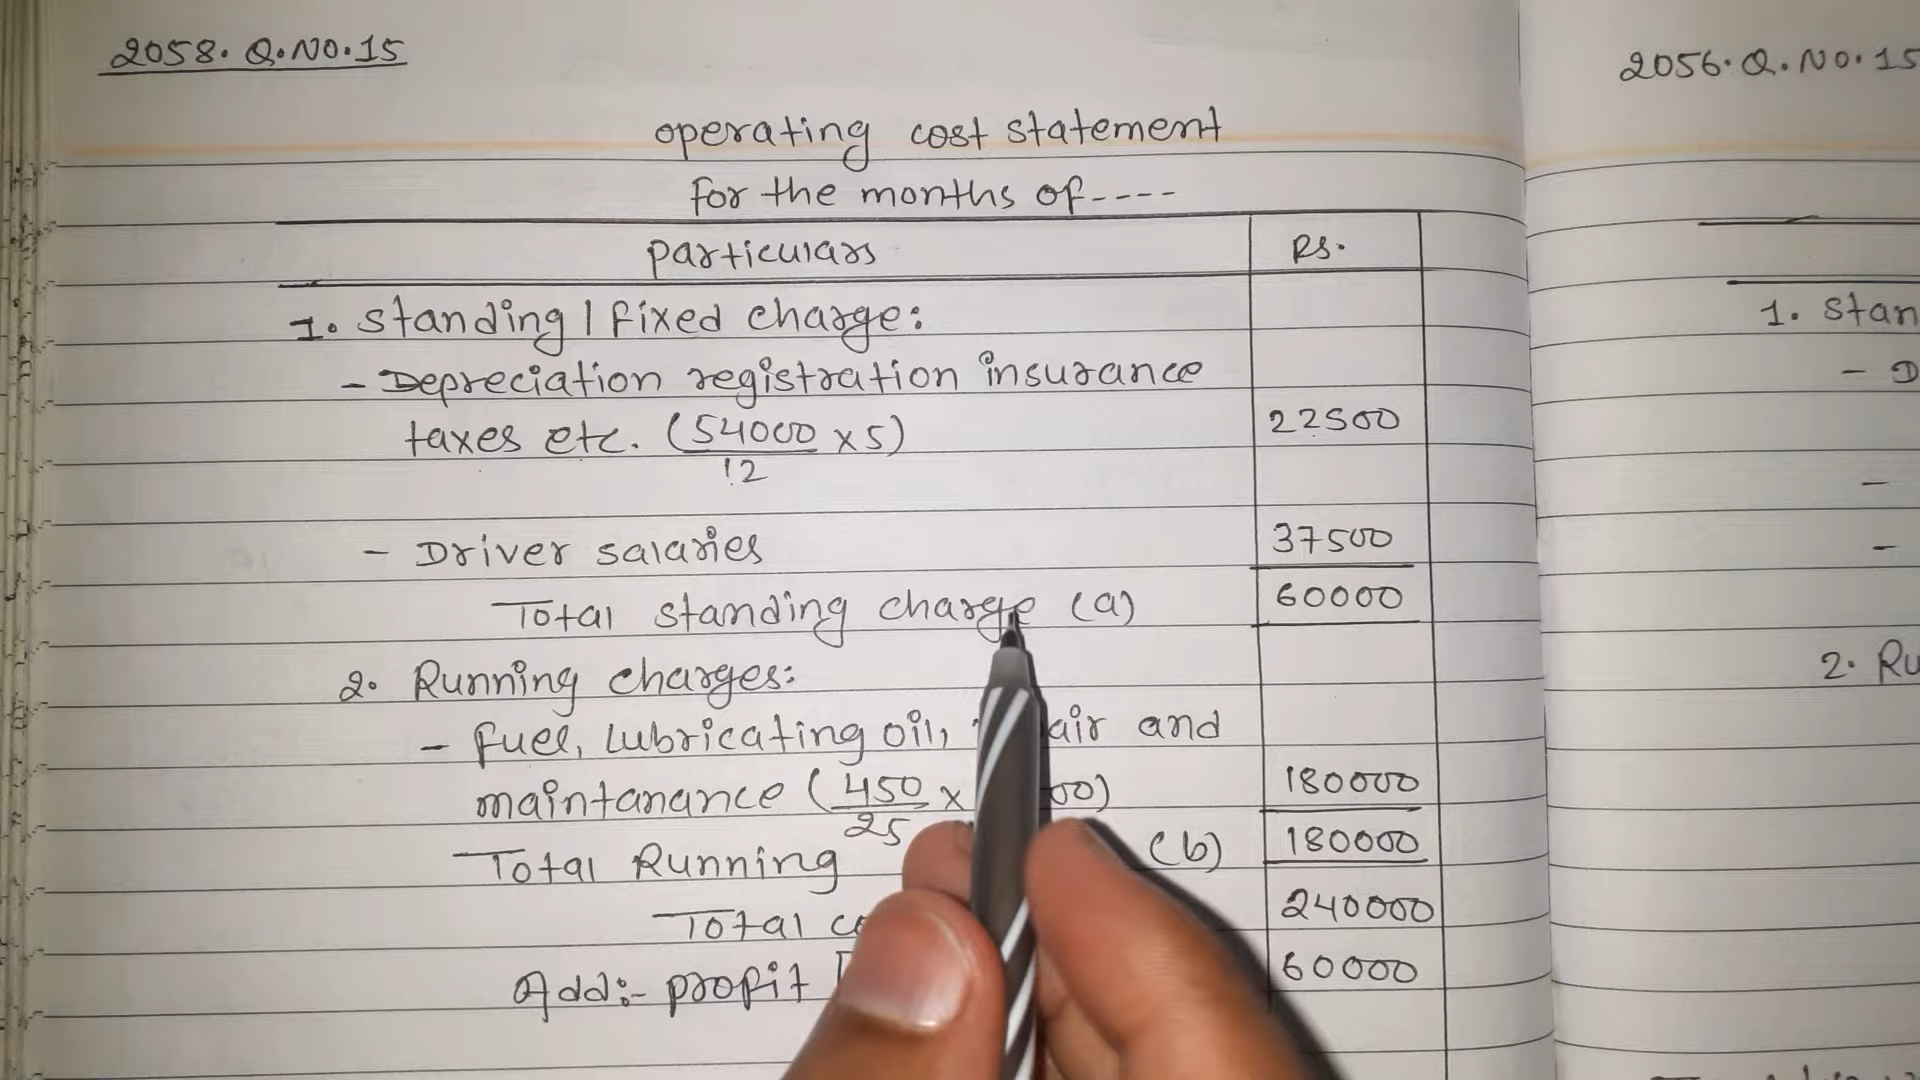 2058. Q.NO.15
operating cost statement
for the months of----
particulars Rs.
1. standing | fixed charge:
- Depreciation registration insurance
taxes etc. (54000 x 5) 22500
12
- Driver salaries 37500
Total standing charge (a) 60000
2. Running charges:
- fuel, lubricating oil, air and
maintanance (450 x 00) 180000
25
Total Running (b) 180000
Total 240000
Add:- profit 60000
2056. Q. No. 15
1. Stan
- D
-
-
2. Ru